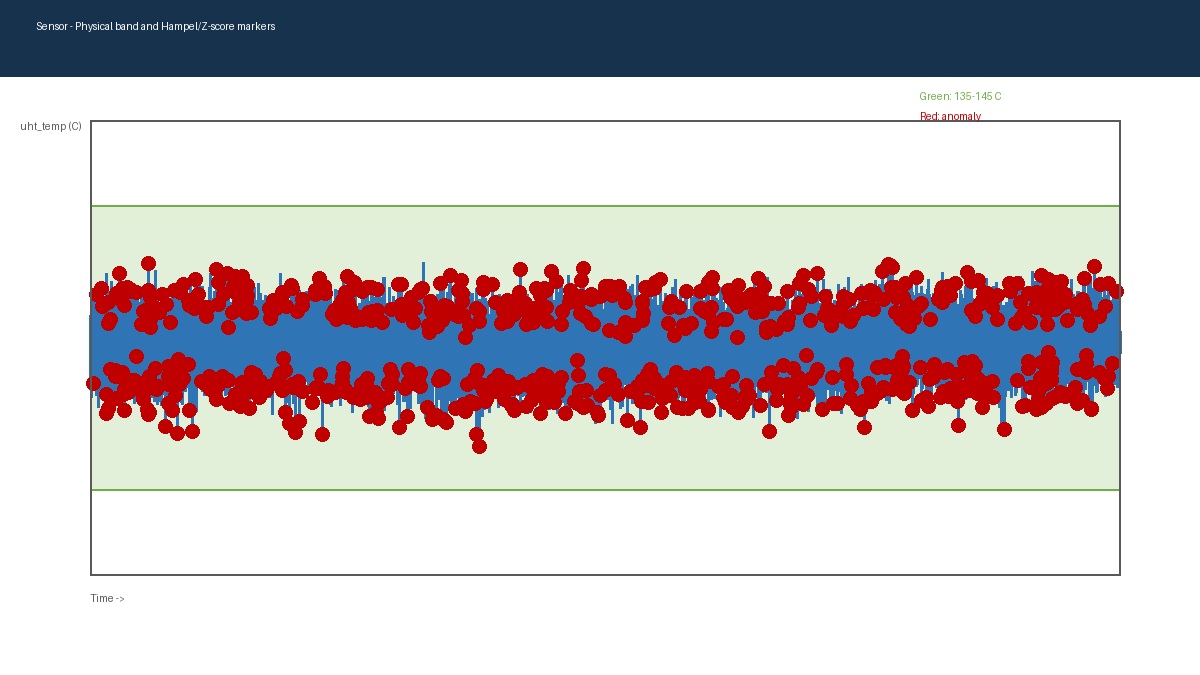 Sensor - Physical band and Hampel/Z-score markers
Green: 135-145 C
Red: anomaly
uht_temp (C)
Time ->